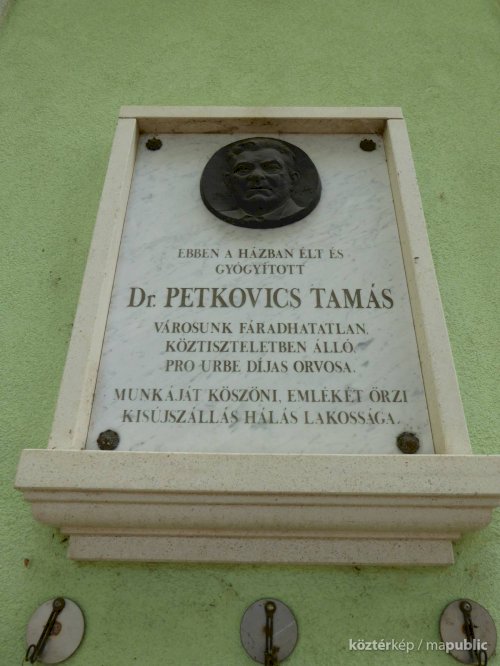 EBBEN A HÁZBAN ÉLT ÉS
GYÓGYÍTOTT
Dr. PETKOVICS TAMÁS
VÁROSUNK FÁRADHATATLAN,
KÖZTISZTELETBEN ÁLLÓ,
PRO URBE DÍJAS ORVOSA.
MUNKÁJÁT KÖSZÖNI, EMLÉKÉT ŐRZI
KISÚJSZÁLLÁS HÁLÁS LAKOSSÁGA.
köztérkép / mapublic